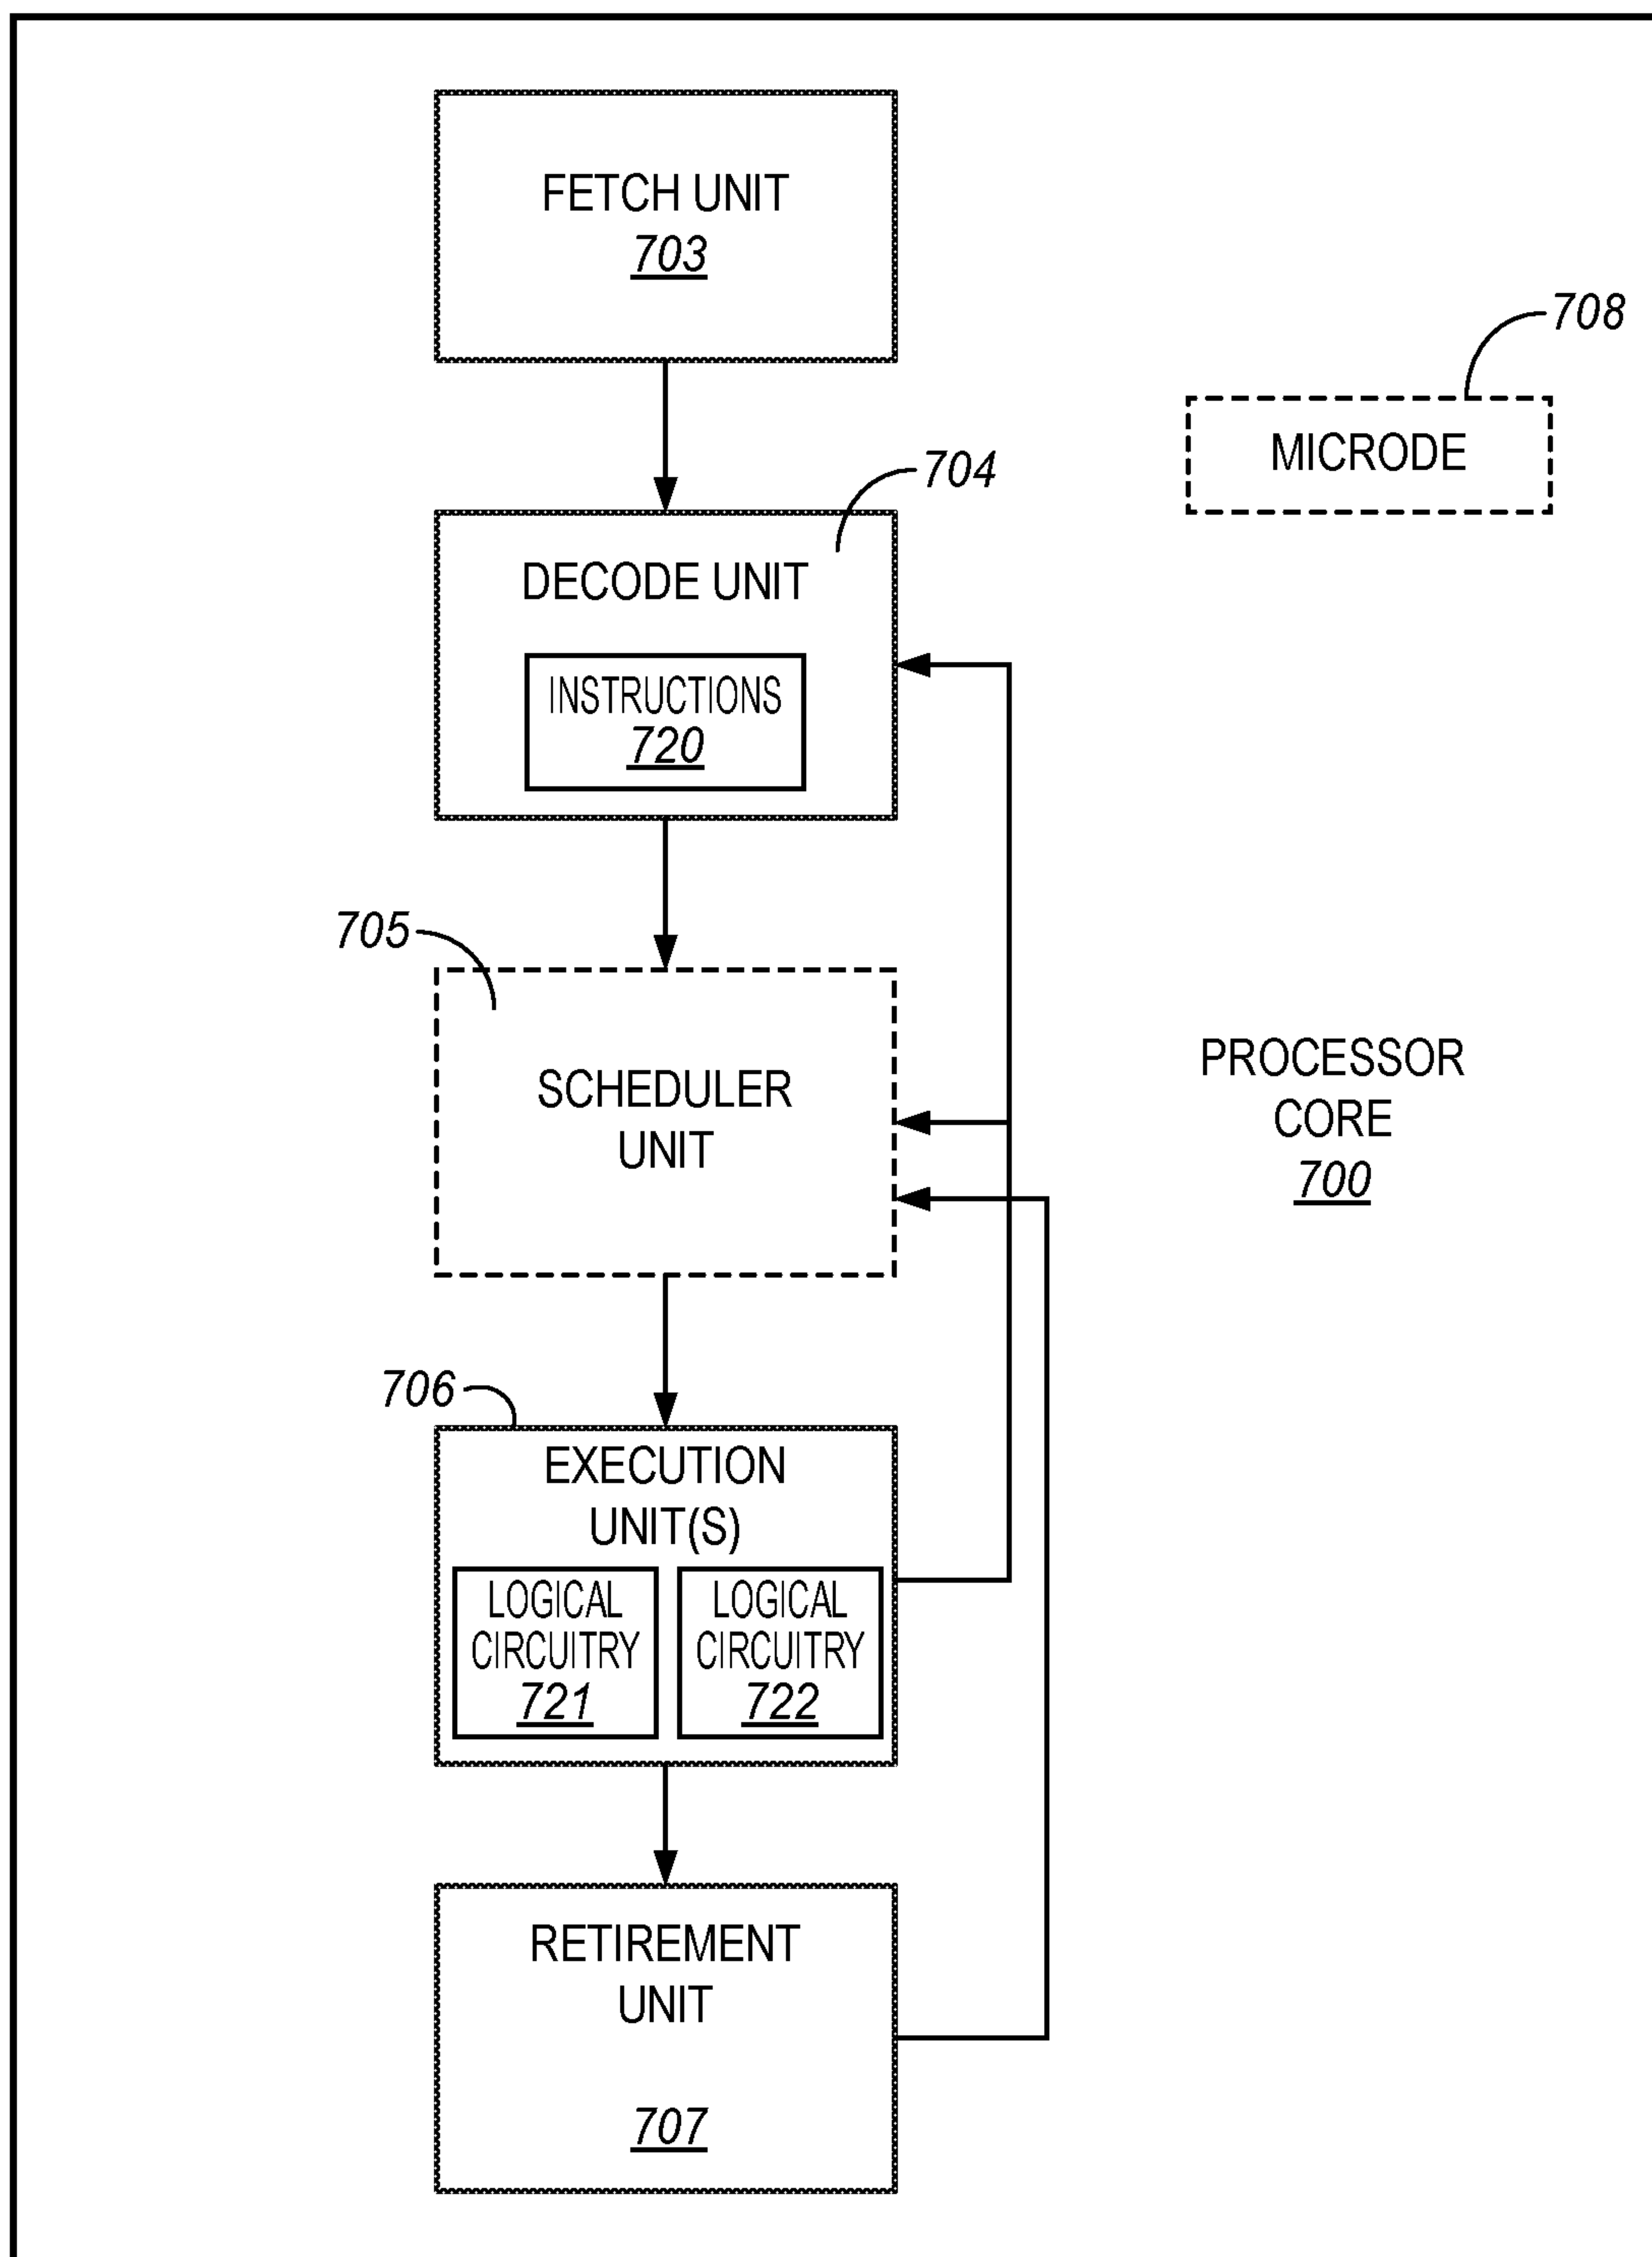 FETCH UNIT
703
708
MICRODE
704
DECODE UNIT
INSTRUCTIONS
720
705
SCHEDULER
UNIT
PROCESSOR
CORE
700
706
EXECUTION
UNIT(S)
LOGICAL
CIRCUITRY
721
LOGICAL
CIRCUITRY
722
RETIREMENT
UNIT
707